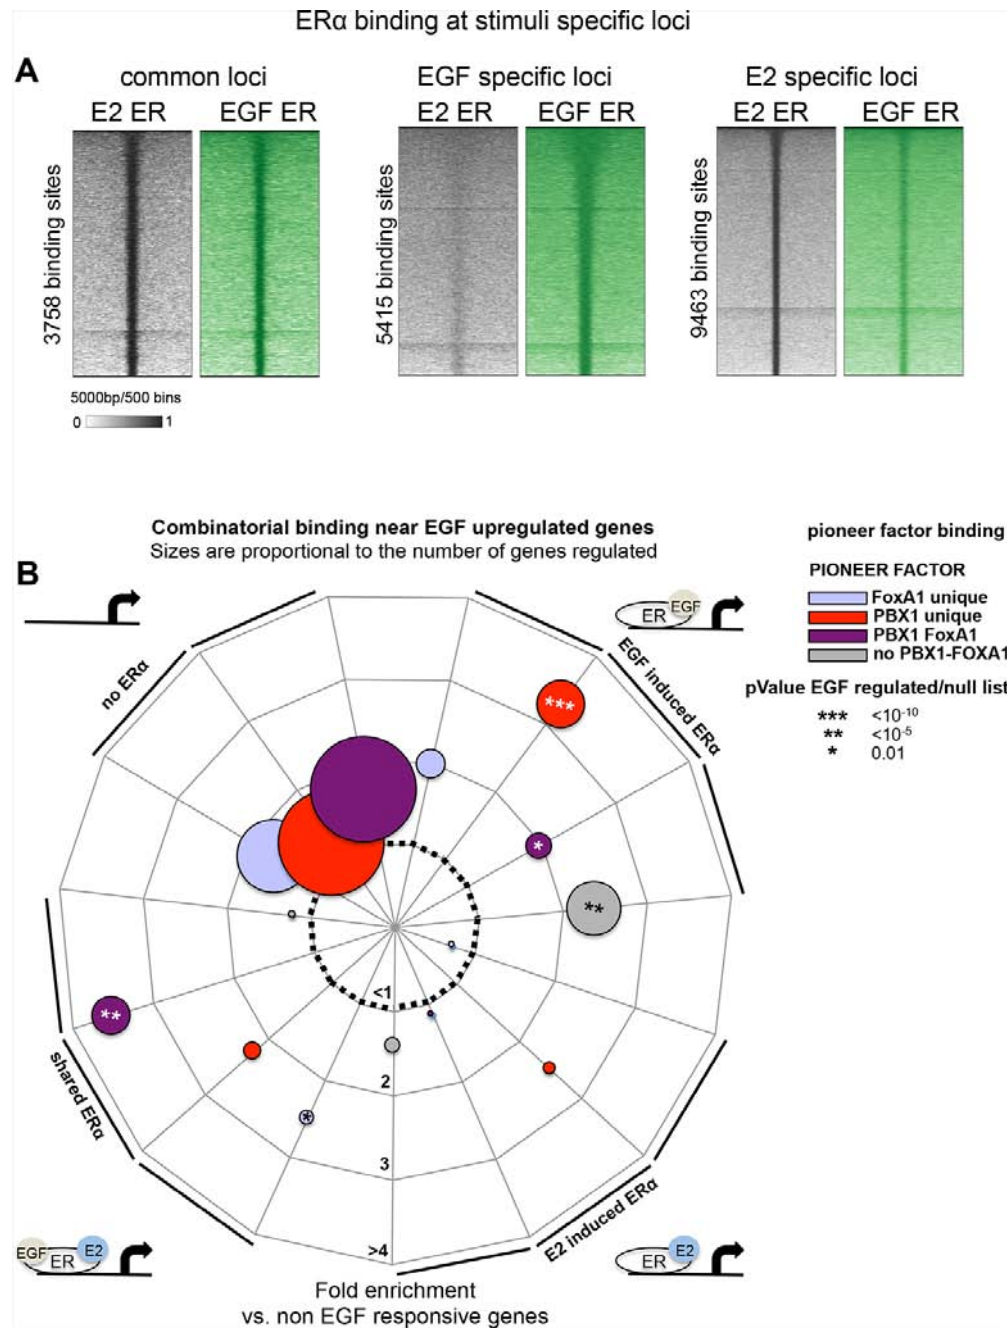 ERα binding at stimuli specific loci
A
common loci
EGF specific loci
E2 specific loci
E2 ER
EGF ER
E2 ER
EGF ER
E2 ER
EGF ER
3758 binding sites
5415 binding sites
9463 binding sites
5000bp/500 bins
0
1
Combinatorial binding near EGF upregulated genes
Sizes are proportional to the number of genes regulated
B
pioneer factor binding
PIONEER FACTOR
FoxA1 unique
PBX1 unique
PBX1 FoxA1
no PBX1-FOXA1
pValue EGF regulated/null list
*** <10-10
** <10-5
* 0.01
ER
EGF
no ERα
EGF induced ERα
***
*
**
**
*
<1
2
3
>4
shared ERα
E2 induced ERα
EGF
ER
E2
ER
E2
Fold enrichment
vs. non EGF responsive genes